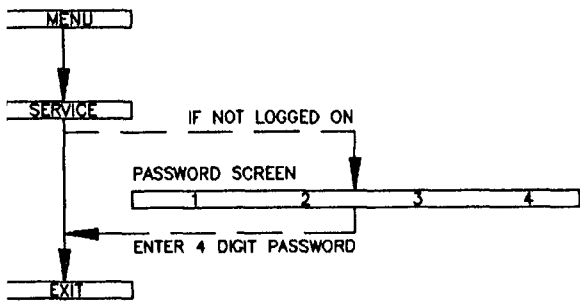 MENU
SERVICE
IF NOT LOGGED ON
PASSWORD SCREEN
1 2 3 4
ENTER 4 DIGIT PASSWORD
EXIT